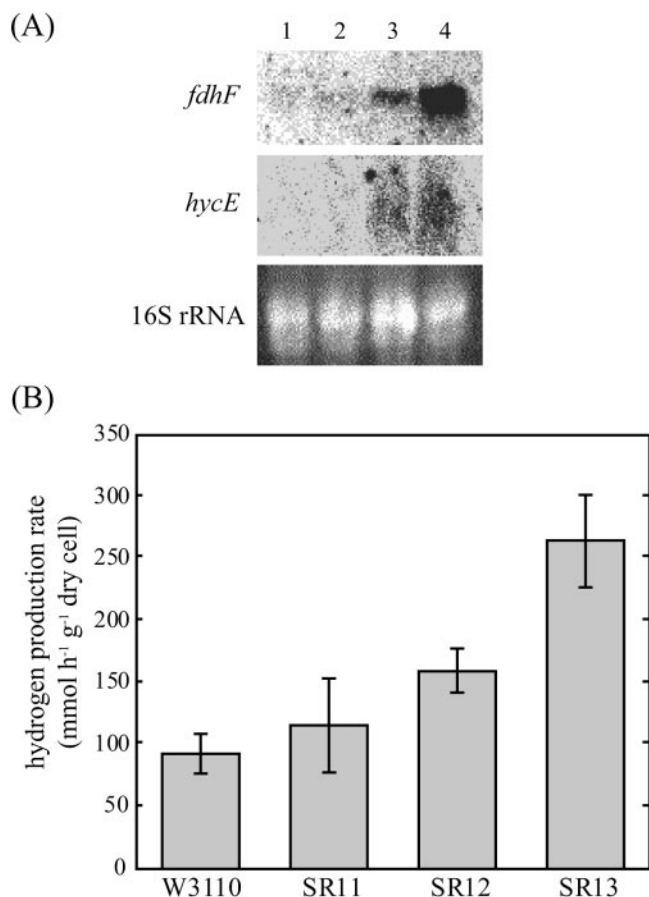 (A)
1 2 3 4
fdhF
hycE
16S rRNA
(B)
hydrogen production rate
(mmol h⁻¹ g⁻¹ dry cell)
350
300
250
200
150
100
50
0
W3110 SR11 SR12 SR13